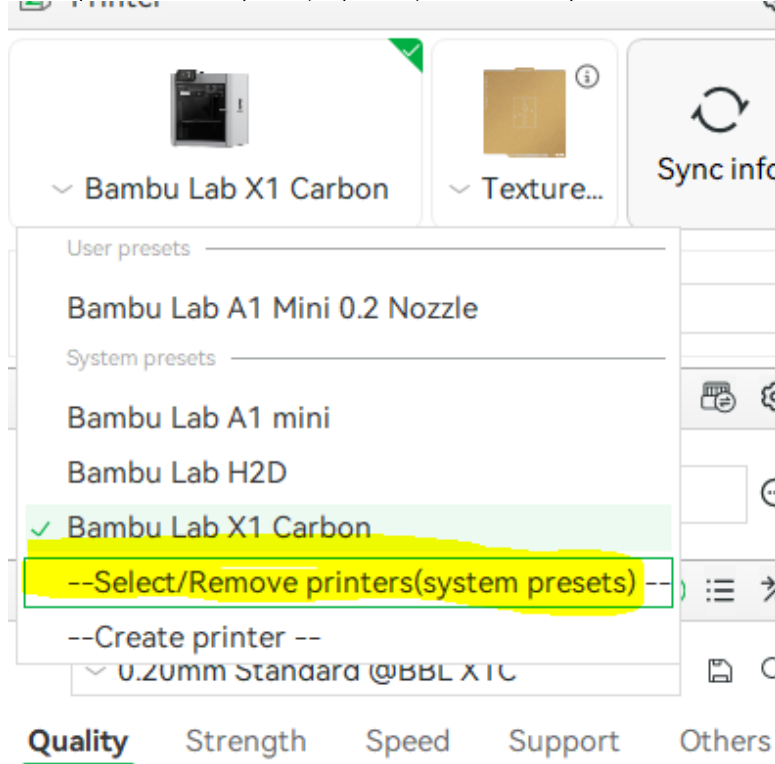 Printer
Bambu Lab X1 Carbon
Texture...
Sync info
User presets
Bambu Lab A1 Mini 0.2 Nozzle
System presets
Bambu Lab A1 mini
Bambu Lab H2D
Bambu Lab X1 Carbon
--Select/Remove printers(system presets) --
--Create printer --
0.20mm Standard @BBL X1C
Quality Strength Speed Support Others